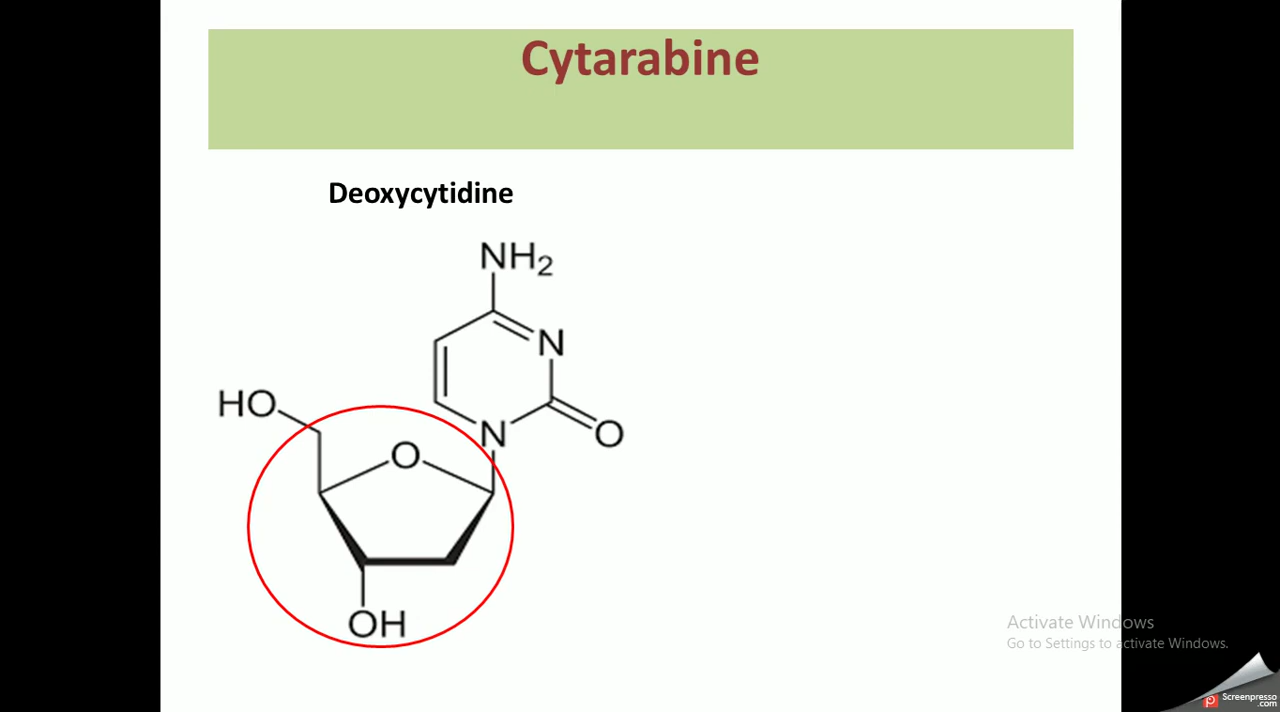 Cytarabine
Deoxycytidine
NH2
N
HO
N
O
O
OH
Activate Windows
Go to Settings to activate Windows.
Screenpresso
.com